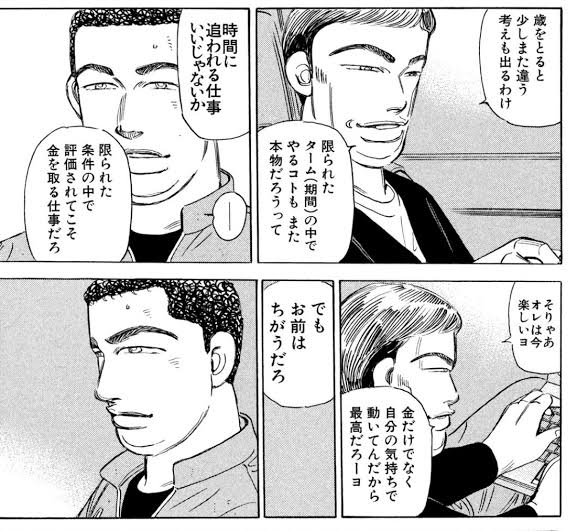 歳をとると
少しまた違う
考えも出るわけ
限られた
ターム（期間）の中で
やるコトも また
本物だろうって
時間に
追われる仕事
いいじゃないか
限られた
条件の中で
評価されてこそ
金を取る仕事だろ
―
そりゃあ
オレは今
楽しいヨ
金だけでなく
自分の気持ちで
動いてんだから
最高だろーヨ
でも
お前は
ちがうだろ